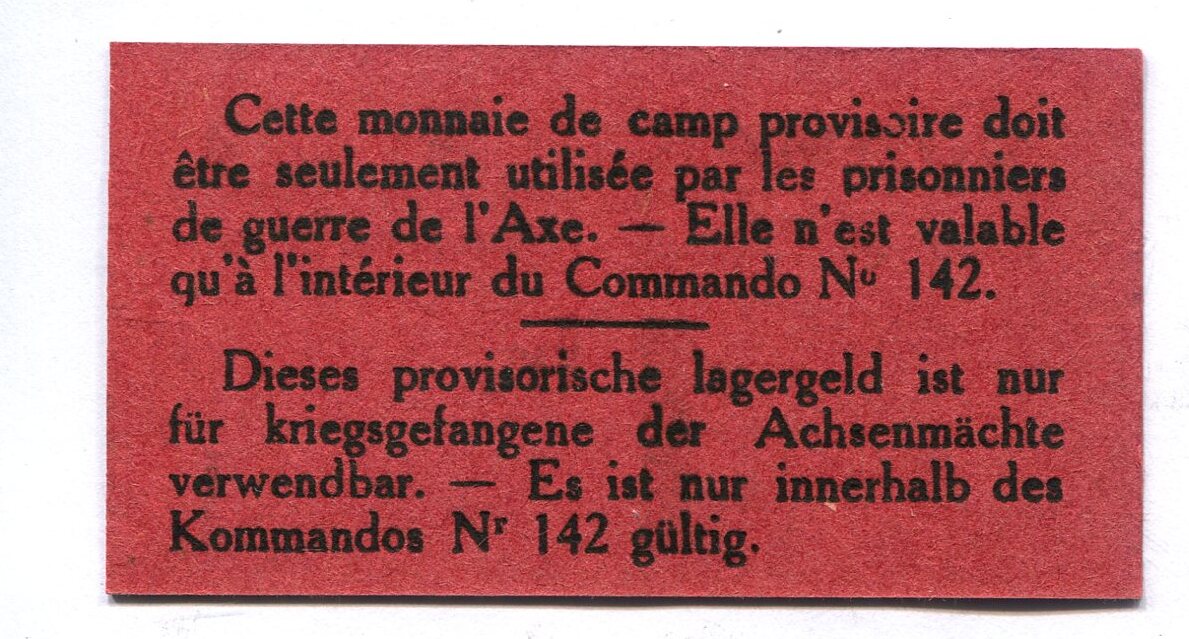 Cette monnaie de camp provisoire doit
être seulement utilisée par les prisonniers
de guerre de l'Axe. — Elle n'est valable
qu'à l'intérieur du Commando Nº 142.
Dieses provisorische lagergeld ist nur
für kriegsgefangene der Achsenmächte
verwendbar. — Es ist nur innerhalb des
Kommandos Nr 142 gültig.